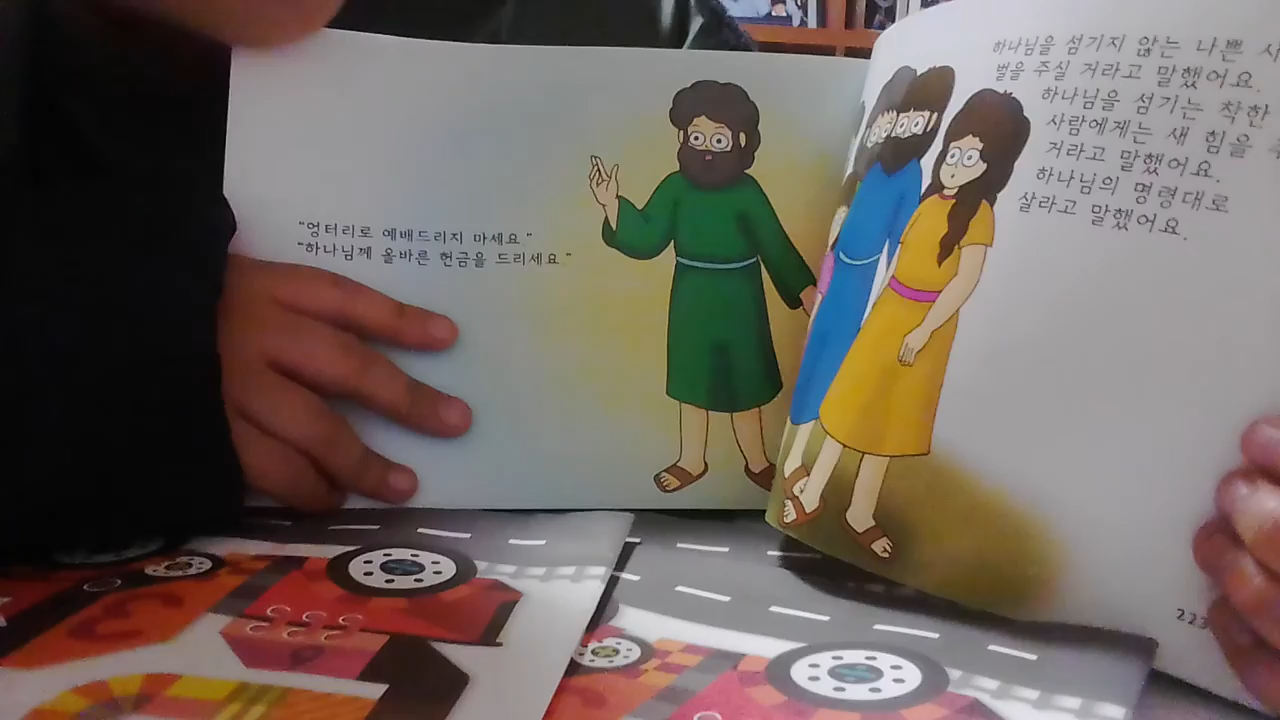 "엉터리로 예배드리지 마세요."
"하나님께 올바른 헌금을 드리세요."
하나님을 섬기지 않는 나쁜
벌을 주실 거라고 말했어요.
하나님을 섬기는 착한
사람에게는 새 힘을
거라고 말했어요.
하나님의 명령대로
살라고 말했어요.
223